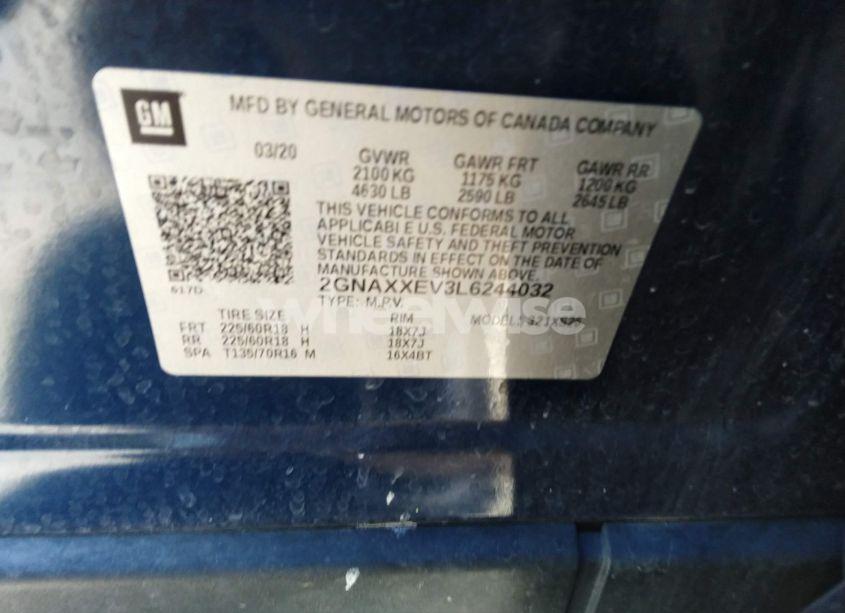 GM
MFD BY GENERAL MOTORS OF CANADA COMPANY
03/20 GVWR GAWR FRT GAWR RR
2100 KG 1175 KG 1200 KG
4630 LB 2590 LB 2645 LB
THIS VEHICLE CONFORMS TO ALL
APPLICABLE U.S. FEDERAL MOTOR
VEHICLE SAFETY AND THEFT PREVENTION
STANDARDS IN EFFECT ON THE DATE OF
MANUFACTURE SHOWN ABOVE.
617D 2GNAXXEV3L6244032
TYPE: M.P.V.
TIRE SIZE RIM MODEL:
FRT 225/60R18 H 18X7J
RR 225/60R18 H 18X7J
SPA T135/70R16 M 16X4BT
wheelwise